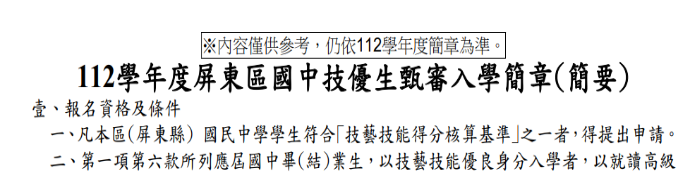 ※內容僅供參考，仍依112學年度簡章為準。
112學年度屏東區國中技優生甄審入學簡章(簡要)
壹、報名資格及條件
一、凡本區(屏東縣) 國民中學學生符合「技藝技能得分核算基準」之一者，得提出申請。
二、第一項第六款所列應屆國中畢(結)業生，以技藝技能優良身分入學者，以就讀高級